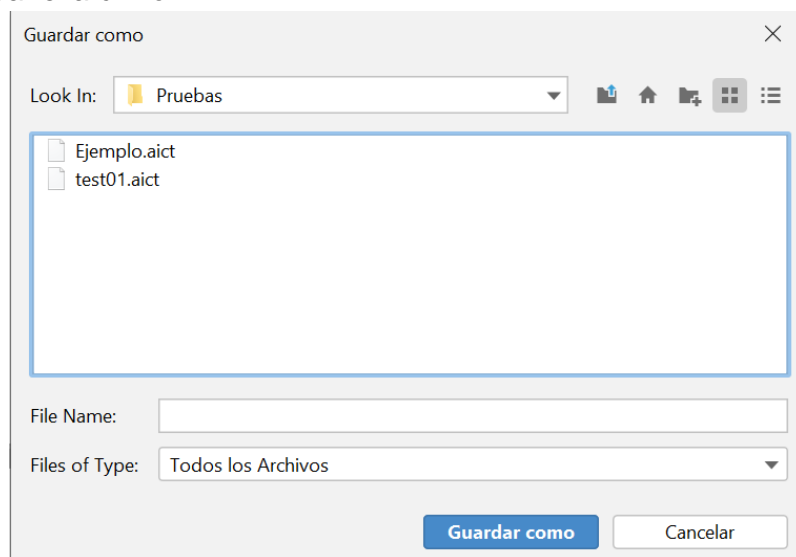 Guardar como
Look In: Pruebas
Ejemplo.aict
test01.aict
File Name:
Files of Type: Todos los Archivos
Guardar como Cancelar